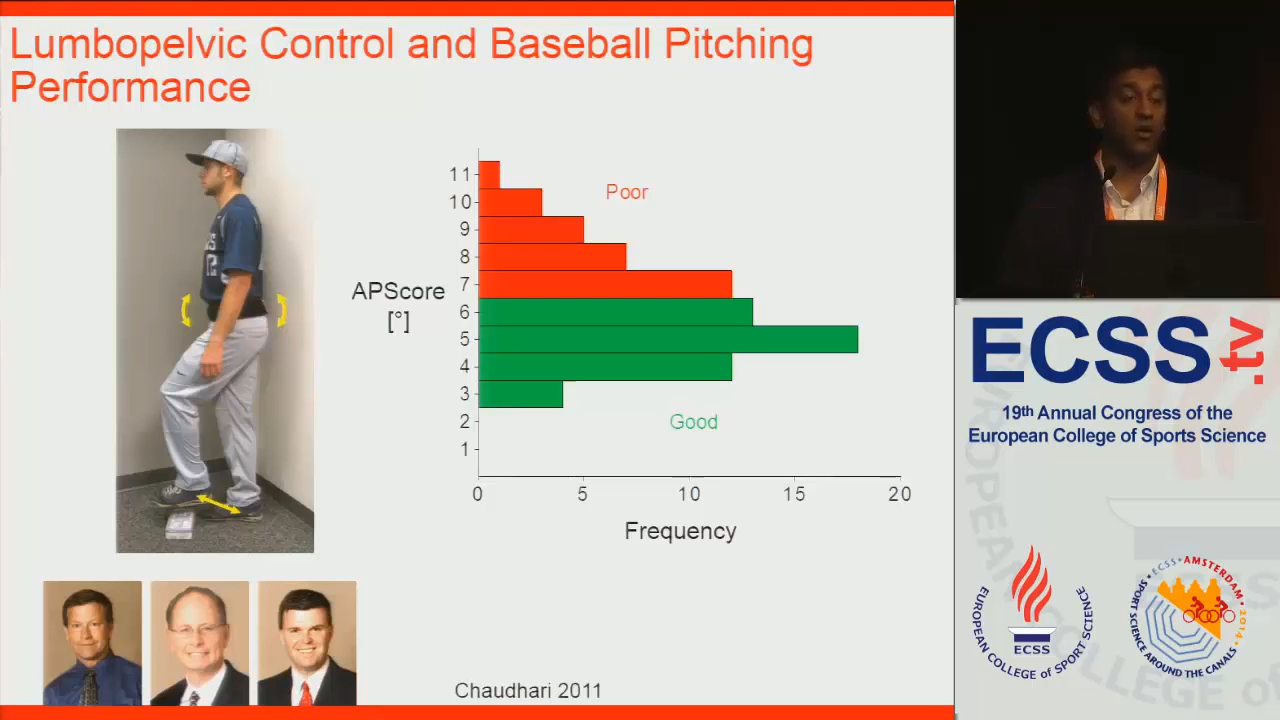 Lumbopelvic Control and Baseball Pitching
Performance
11
10
9
8
7
6
5
4
3
2
1
APScore
[°]
Poor
Good
0 5 10 15 20
Frequency
Chaudhari 2011
12
ECSS.tv
19th Annual Congress of the
European College of Sports Science
EUROPEAN COLLEGE OF SPORT SCIENCE
ECSS
ECSS AMSTERDAM 2014
SPORT SCIENCE AROUND THE CANALS